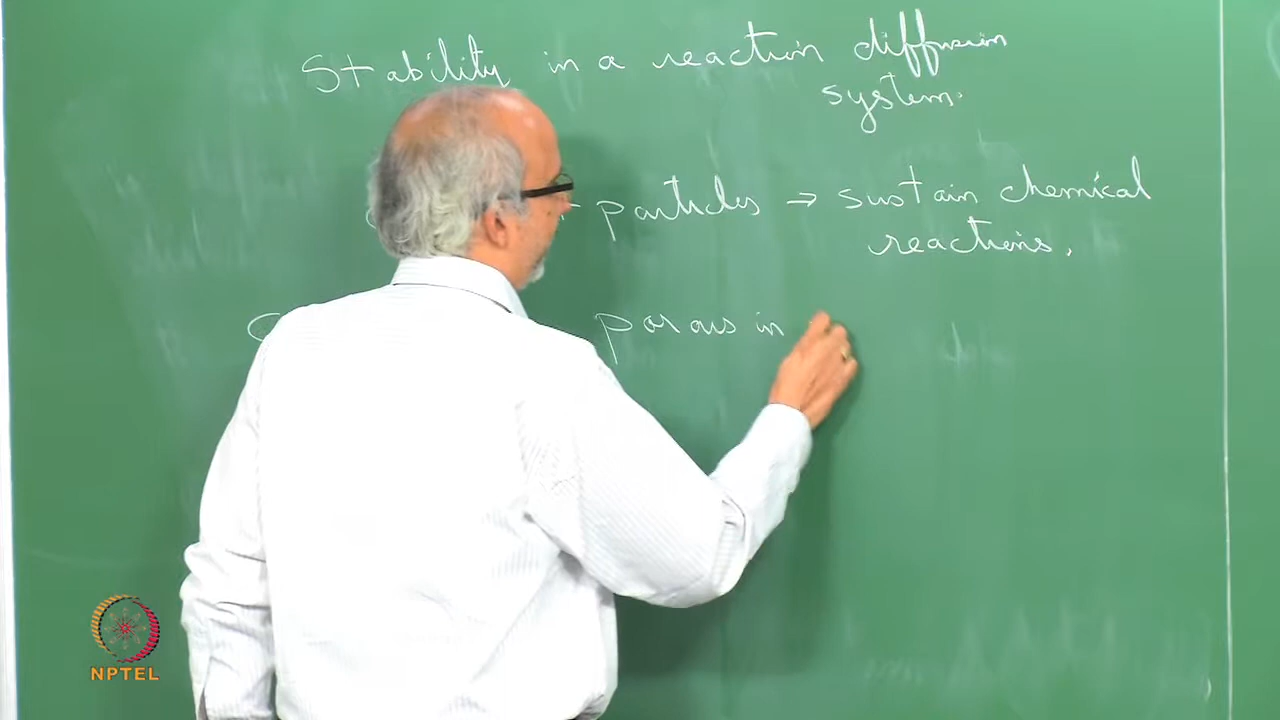 Stability in a reaction diffusion
system.
particles → sustain chemical
reactions.
porous in
NPTEL